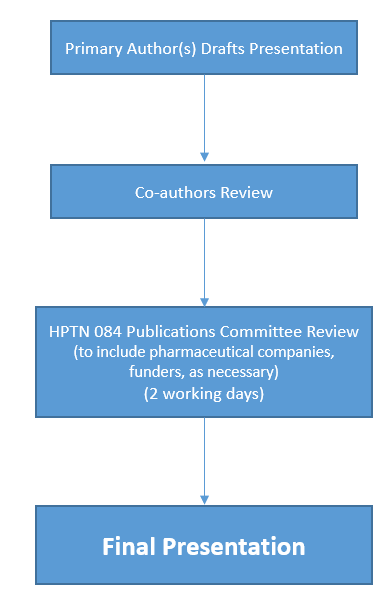 Primary Author(s) Drafts Presentation
Co-authors Review
HPTN 084 Publications Committee Review
(to include pharmaceutical companies,
funders, as necessary)
(2 working days)
Final Presentation